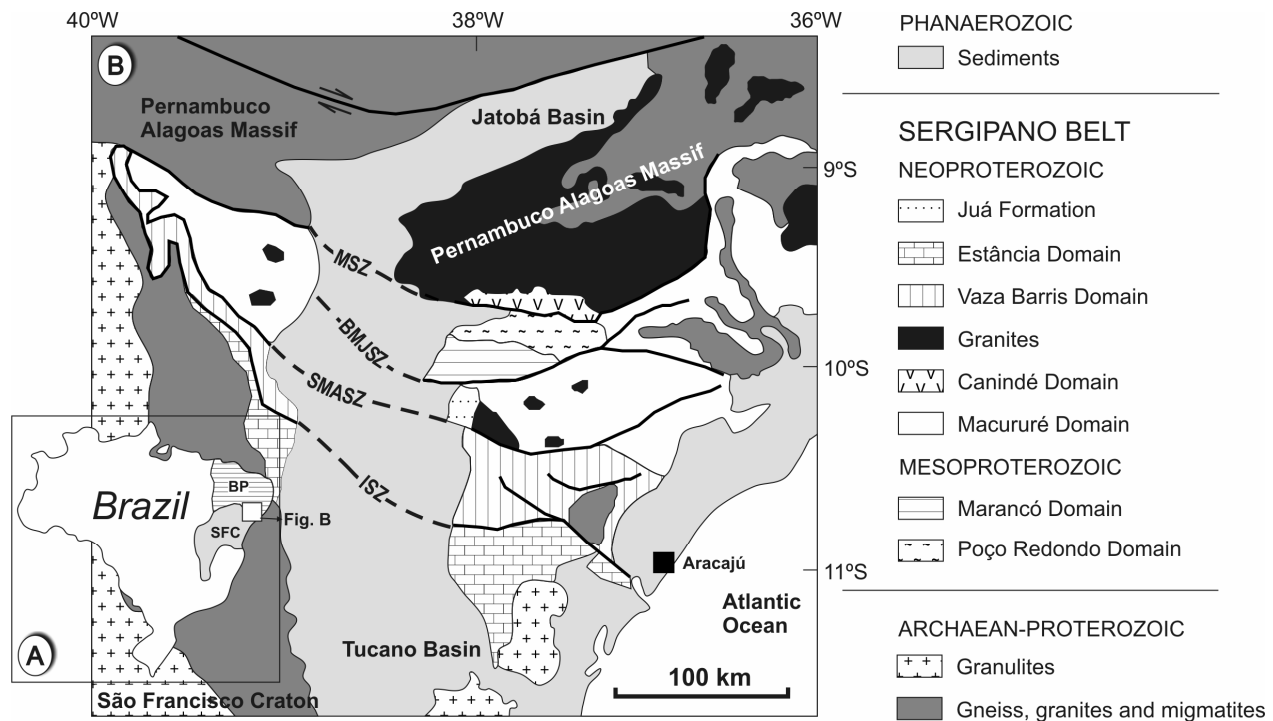 40ºW
38ºW
36ºW
B
Pernambuco
Alagoas Massif
Jatobá Basin
Pernambuco Alagoas Massif
9ºS
MSZ
BMJSZ
SMASZ
ISZ
10ºS
11ºS
Brazil
BP
SFC
Fig. B
A
Aracajú
Atlantic
Ocean
Tucano Basin
100 km
São Francisco Craton
PHANAEROZOIC
Sediments
SERGIPANO BELT
NEOPROTEROZOIC
Juá Formation
Estância Domain
Vaza Barris Domain
Granites
Canindé Domain
Macururé Domain
MESOPROTEROZOIC
Marancó Domain
Poço Redondo Domain
ARCHAEAN-PROTEROZOIC
Granulites
Gneiss, granites and migmatites